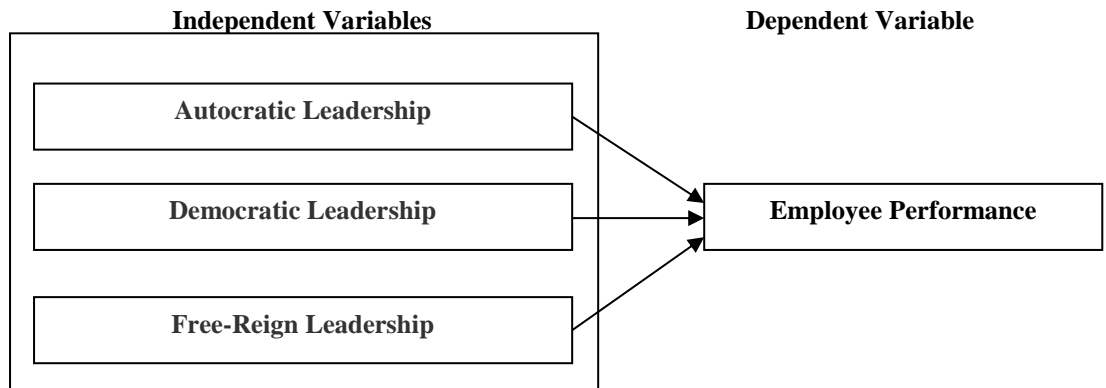 Independent Variables
Dependent Variable
Autocratic Leadership
Democratic Leadership
Employee Performance
Free-Reign Leadership